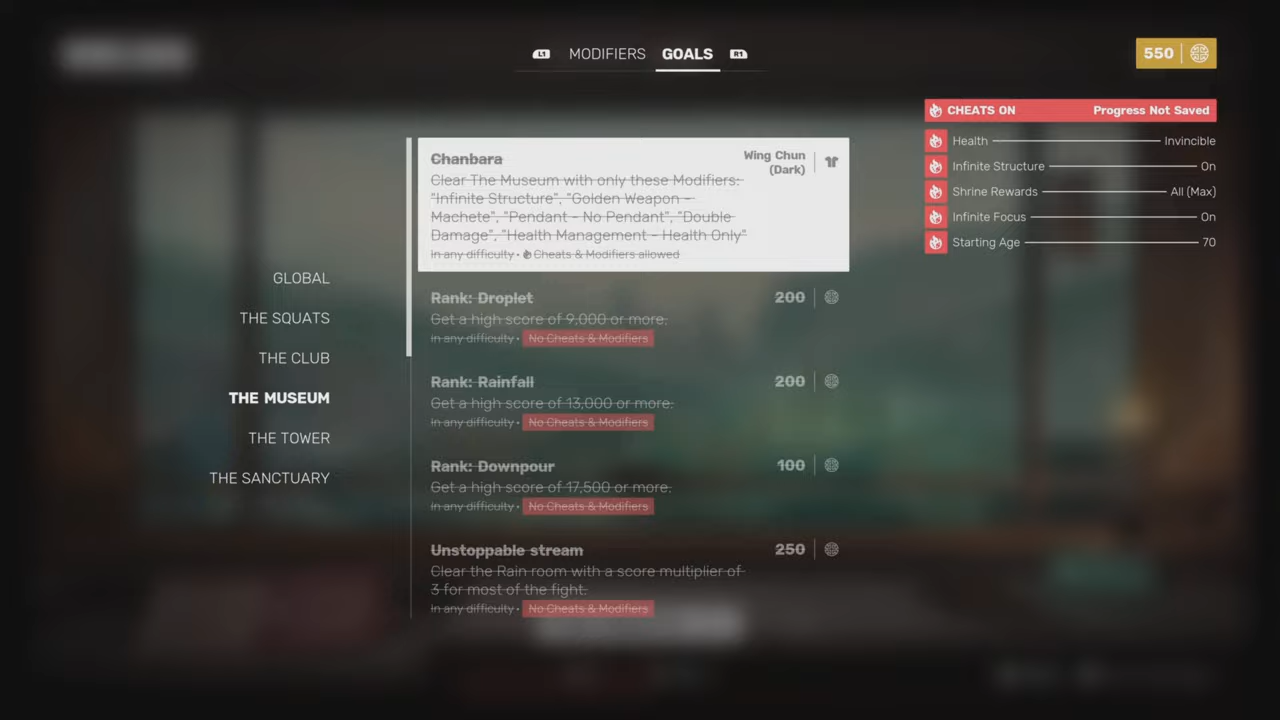 L1 MODIFIERS GOALS R1
550
CHEATS ON Progress Not Saved
Health Invincible
Infinite Structure On
Shrine Rewards All (Max)
Infinite Focus On
Starting Age 70
GLOBAL
THE SQUATS
THE CLUB
THE MUSEUM
THE TOWER
THE SANCTUARY
Chanbara
Wing Chun
(Dark)
Clear The Museum with only these Modifiers:
"Infinite Structure", "Golden Weapon -
Machete", "Pendant - No Pendant", "Double
Damage", "Health Management - Health Only"
In any difficulty • Cheats & Modifiers allowed
Rank: Droplet 200
Get a high score of 9,000 or more.
In any difficulty • No Cheats & Modifiers
Rank: Rainfall 200
Get a high score of 13,000 or more.
In any difficulty • No Cheats & Modifiers
Rank: Downpour 100
Get a high score of 17,500 or more.
In any difficulty • No Cheats & Modifiers
Unstoppable stream 250
Clear the Rain room with a score multiplier of
3 for most of the fight.
In any difficulty • No Cheats & Modifiers